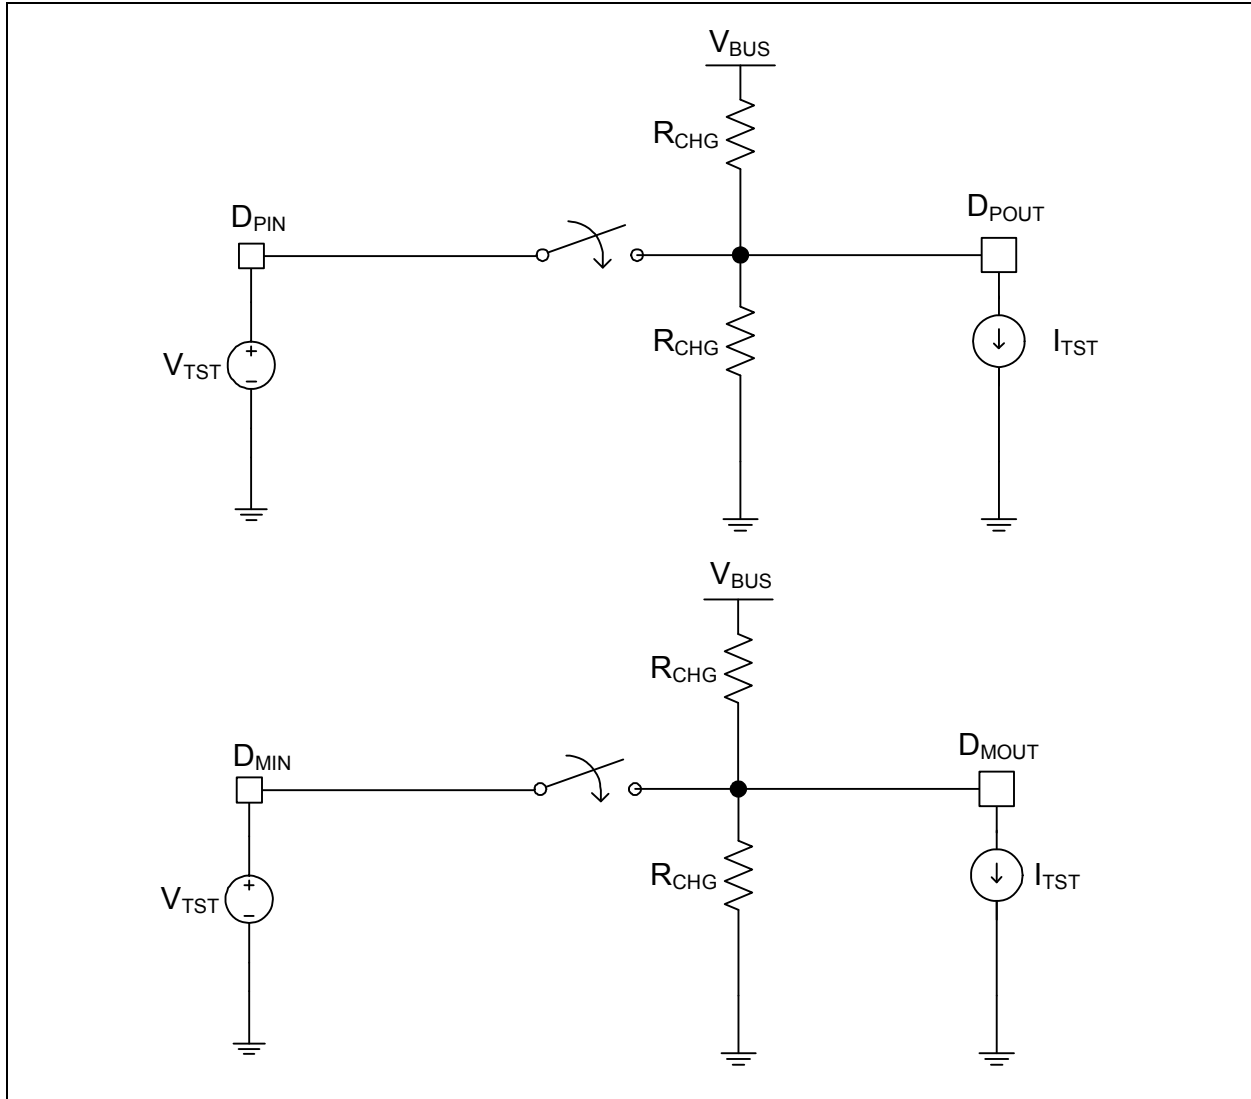 VBUS
RCHG
DPIN
DPOUT
RCHG
VTST
+
−
ITST
VBUS
RCHG
DMIN
DMOUT
RCHG
VTST
+
−
ITST